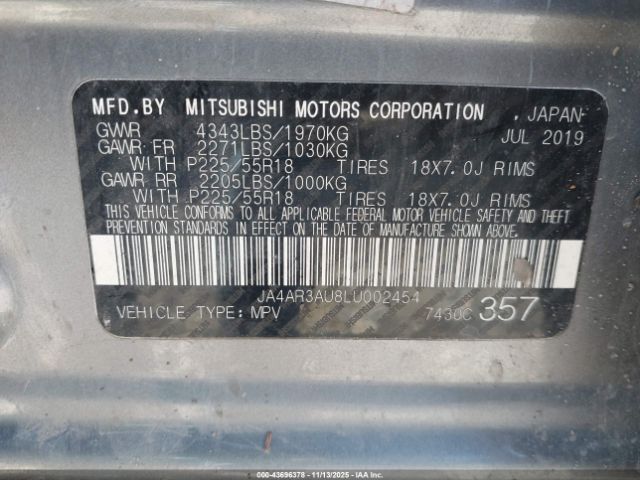 MFD.BY MITSUBISHI MOTORS CORPORATION . JAPAN
GVWR 4343LBS/1970KG JUL 2019
GAWR FR 2271LBS/1030KG
WITH P225/55R18 TIRES 18X7.0J RIMS
GAWR RR 2205LBS/1000KG
WITH P225/55R18 TIRES 18X7.0J RIMS
THIS VEHICLE CONFORMS TO ALL APPLICABLE FEDERAL MOTOR VEHICLE SAFETY AND THEFT
PREVENTION STANDARDS IN EFFECT ON THE DATE OF MANUFACTURE SHOWN ABOVE.
JA4AR3AU8LU002454
VEHICLE TYPE: MPV 7430C 357
000-43696378 - 11/13/2025 - IAAI.COM